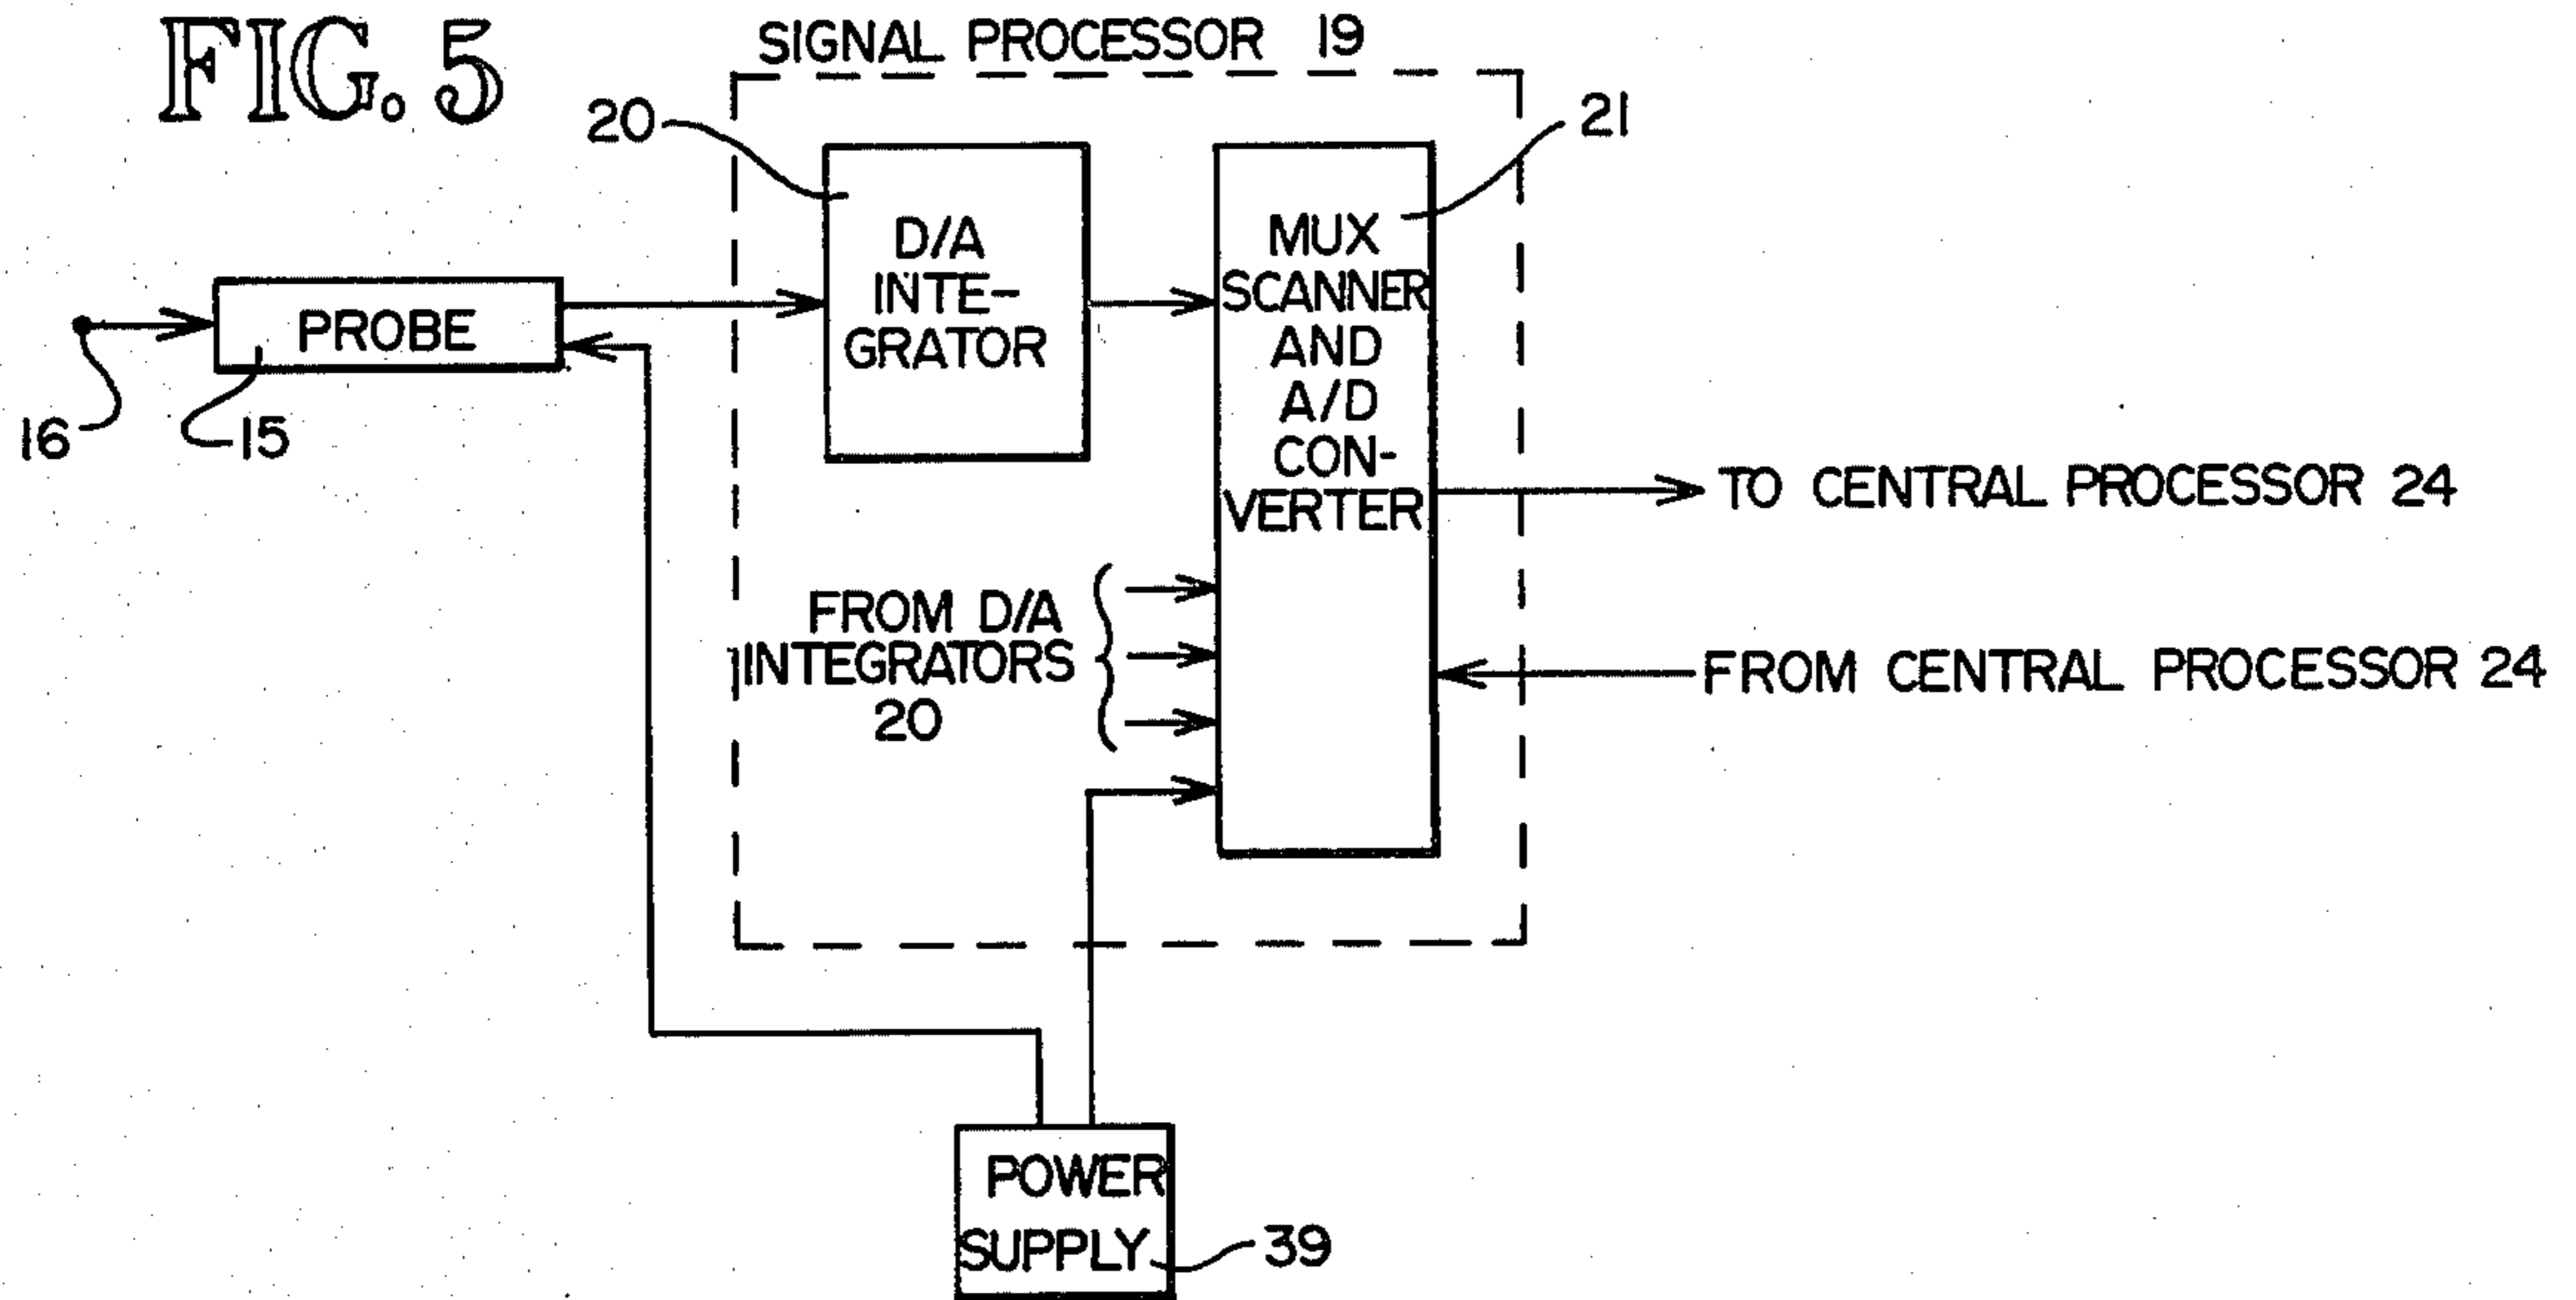 FIG. 5
SIGNAL PROCESSOR 19
20
21
D/A
INTE-
GRATOR
MUX
SCANNER
AND
A/D
CON-
VERTER
PROBE
16
15
TO CENTRAL PROCESSOR 24
FROM D/A
INTEGRATORS
20
FROM CENTRAL PROCESSOR 24
POWER
SUPPLY
39